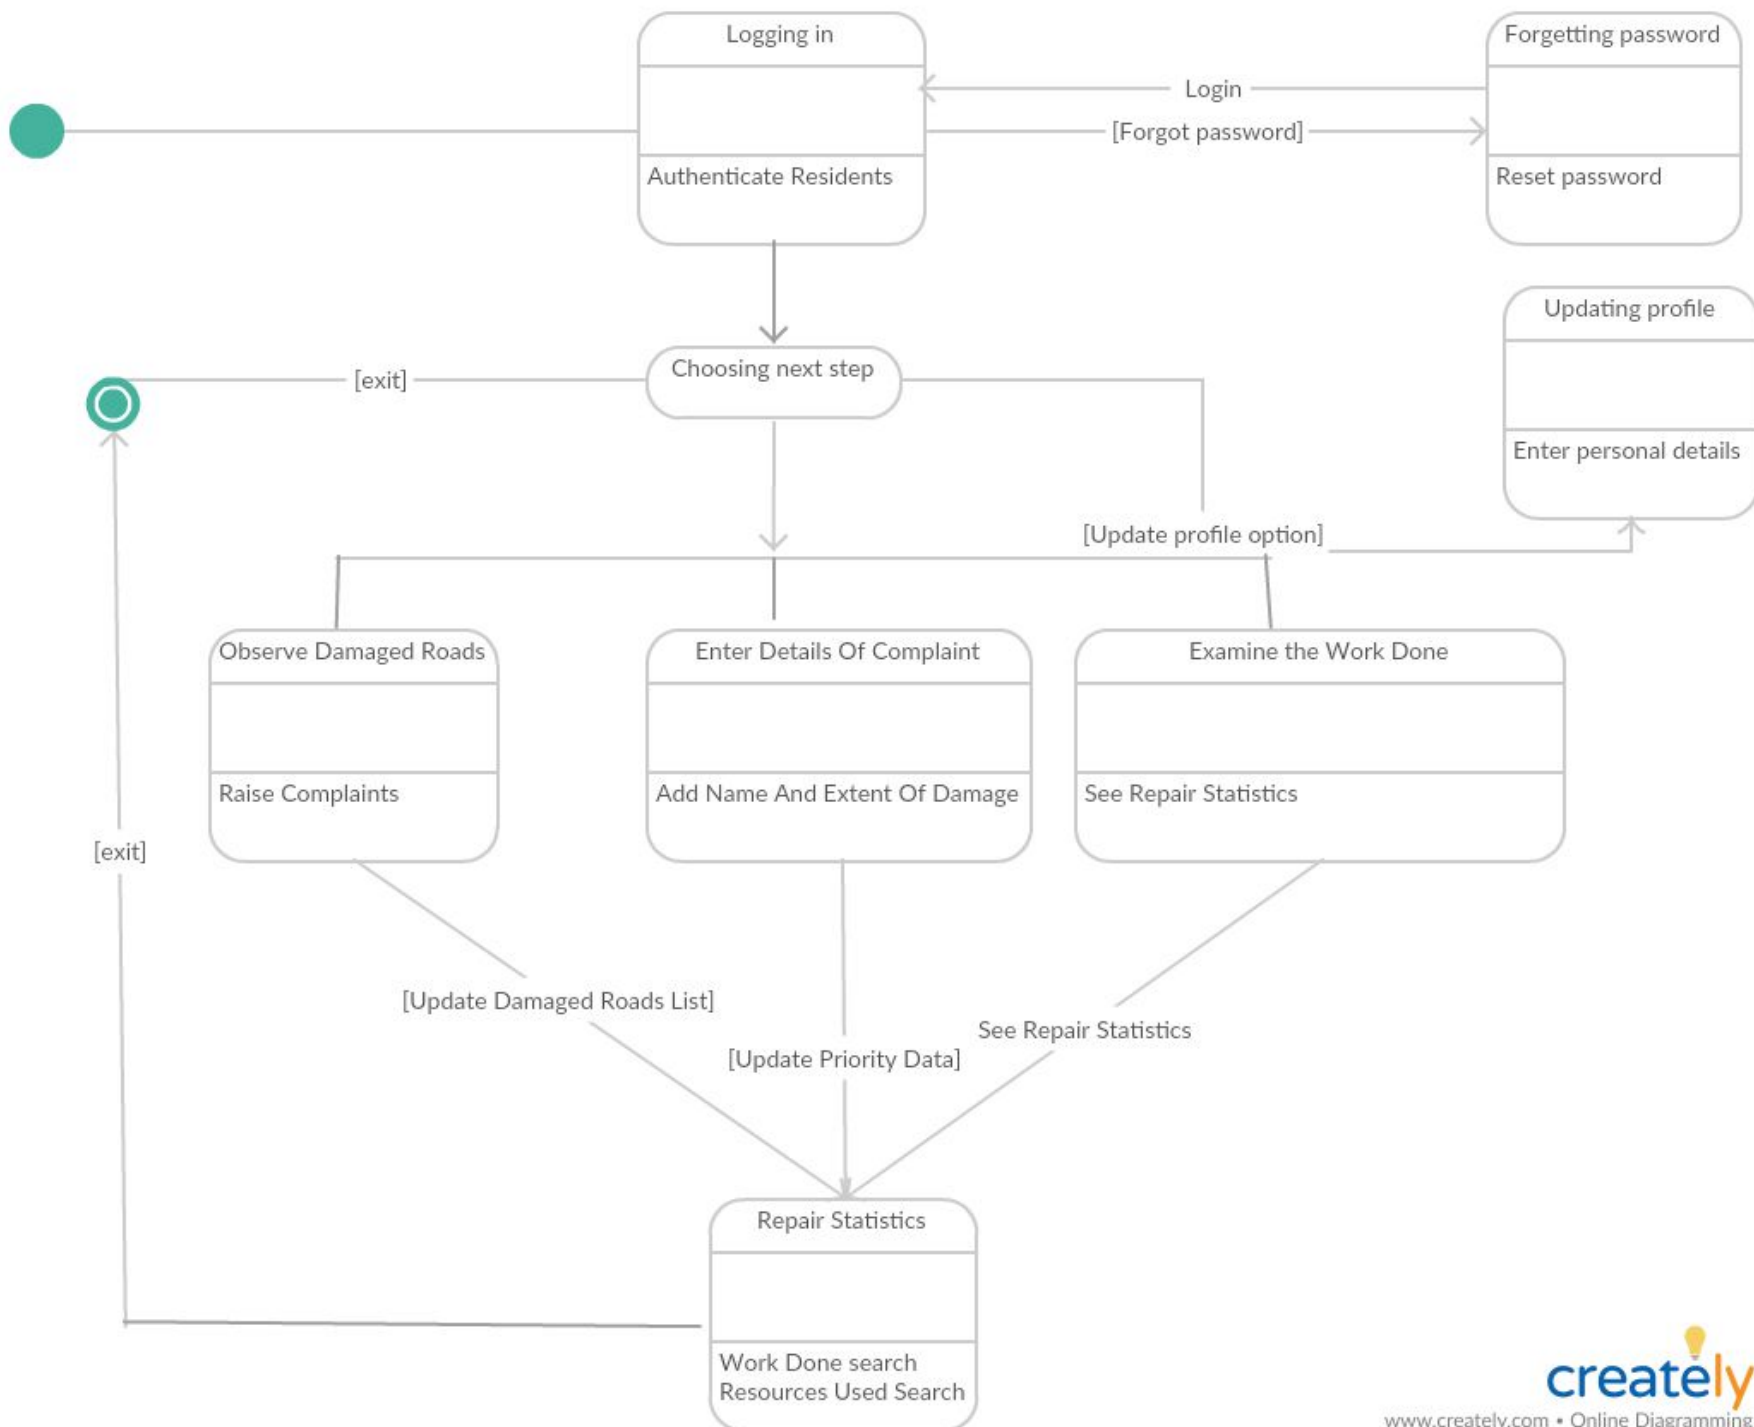 Logging in
Forgetting password
Login
[Forgot password]
Authenticate Residents
Reset password
Updating profile
Choosing next step
[exit]
Enter personal details
[Update profile option]
Observe Damaged Roads
Enter Details Of Complaint
Examine the Work Done
Raise Complaints
Add Name And Extent Of Damage
See Repair Statistics
[exit]
[Update Damaged Roads List]
See Repair Statistics
[Update Priority Data]
Repair Statistics
Work Done search
Resources Used Search
creately
www.creately.com • Online Diagramming